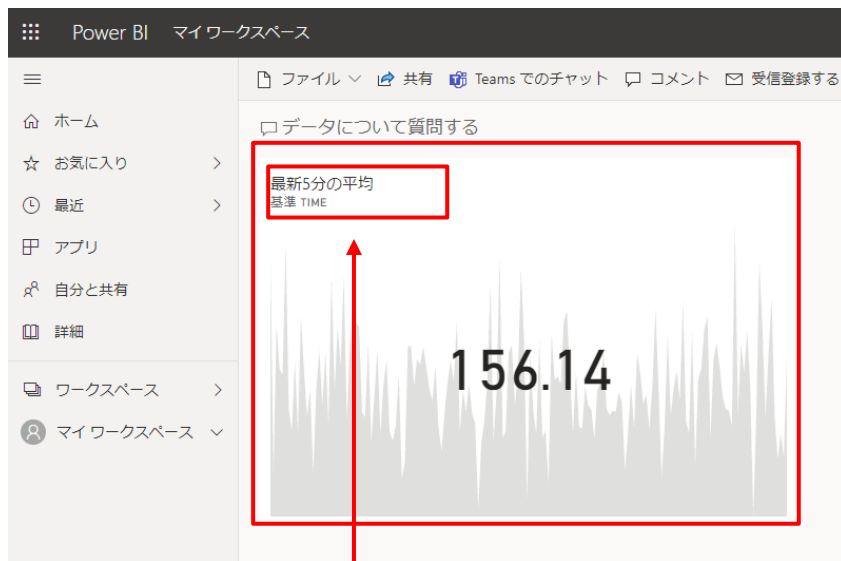 Power BI マイ ワークスペース
ファイル 共有 Teams でのチャット コメント 受信登録する
ホーム
お気に入り
最近
アプリ
自分と共有
詳細
ワークスペース
マイ ワークスペース
データについて質問する
最新5分の平均
基準 TIME
156.14